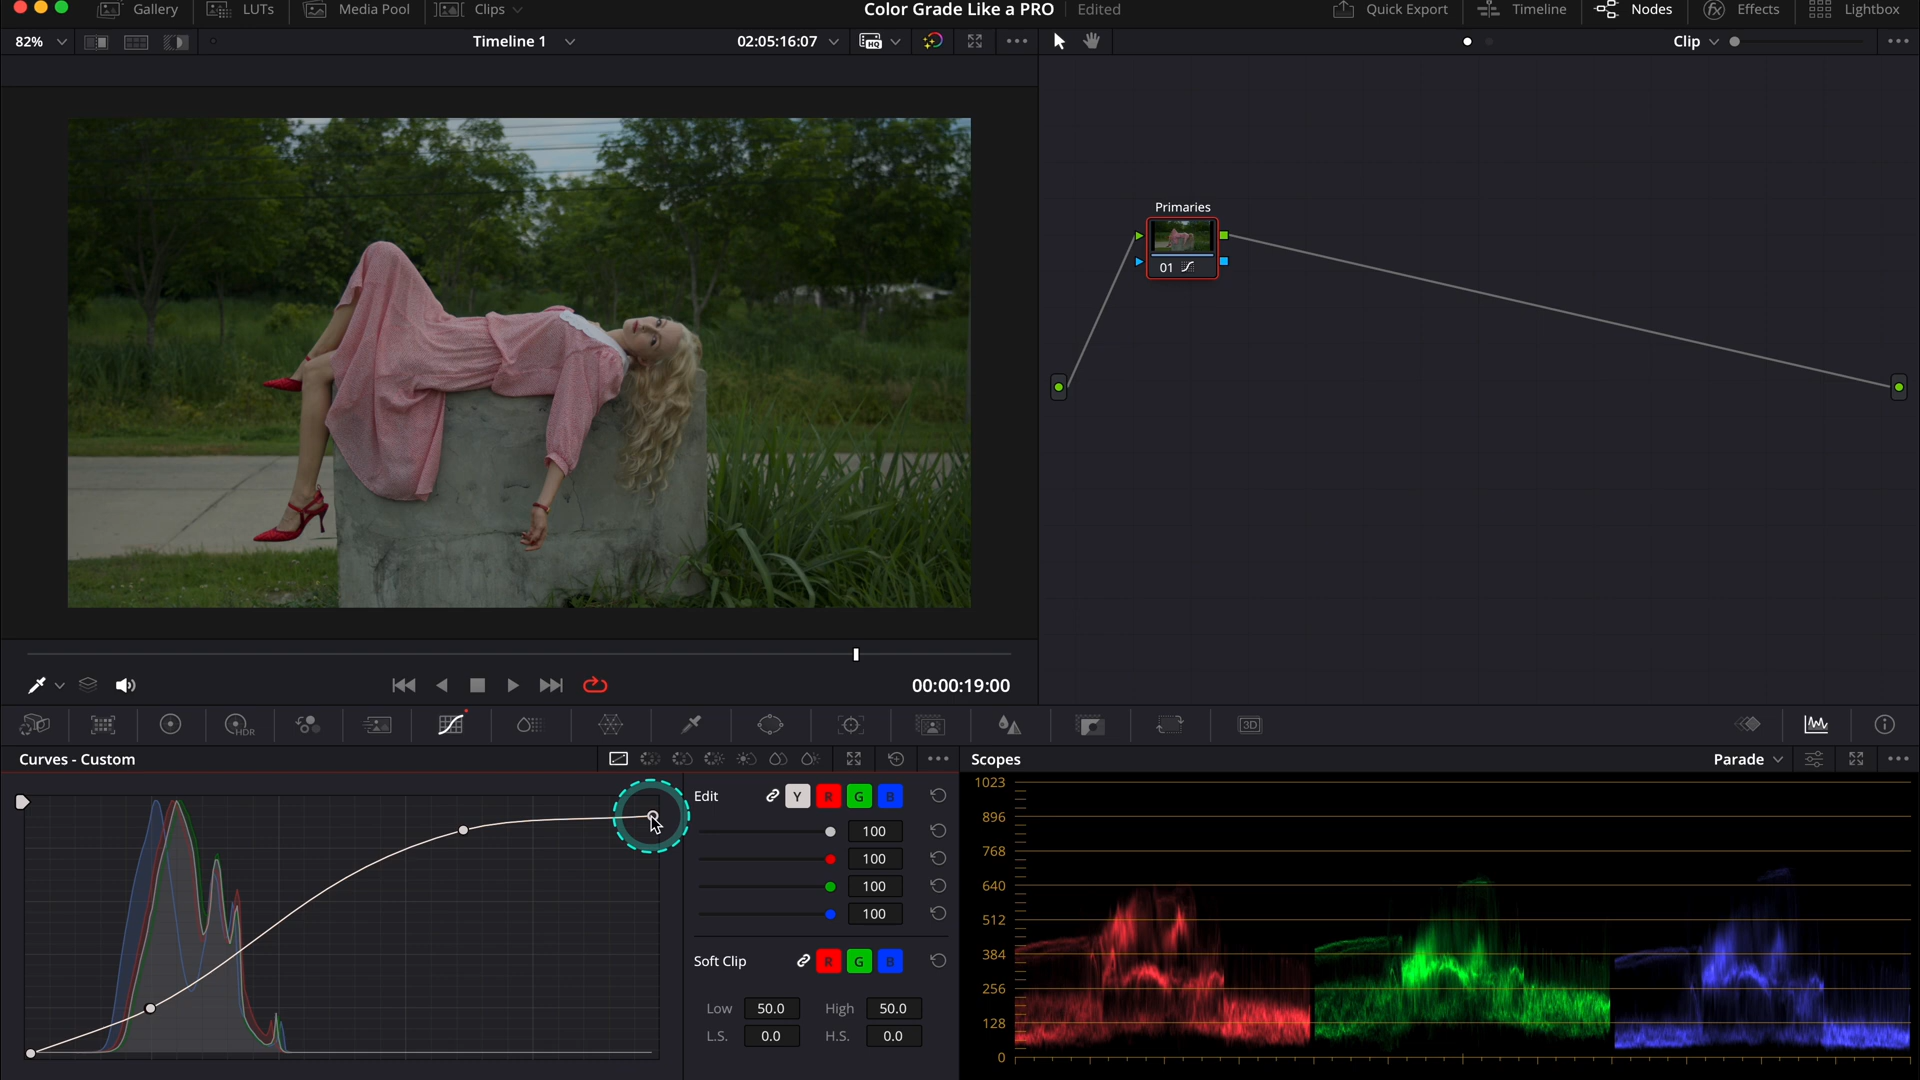 Gallery LUTs Media Pool Clips Color Grade Like a PRO Edited Quick Export Timeline Nodes Effects Lightbox
82% Timeline 1 02:05:16:07 HQ Clip
Primaries
01
00:00:19:00
HDR 3D
Curves - Custom Scopes Parade
Edit Y R G B
100
100
100
100
Soft Clip R G B
Low 50.0 High 50.0
L.S. 0.0 H.S. 0.0
1023
896
768
640
512
384
256
128
0